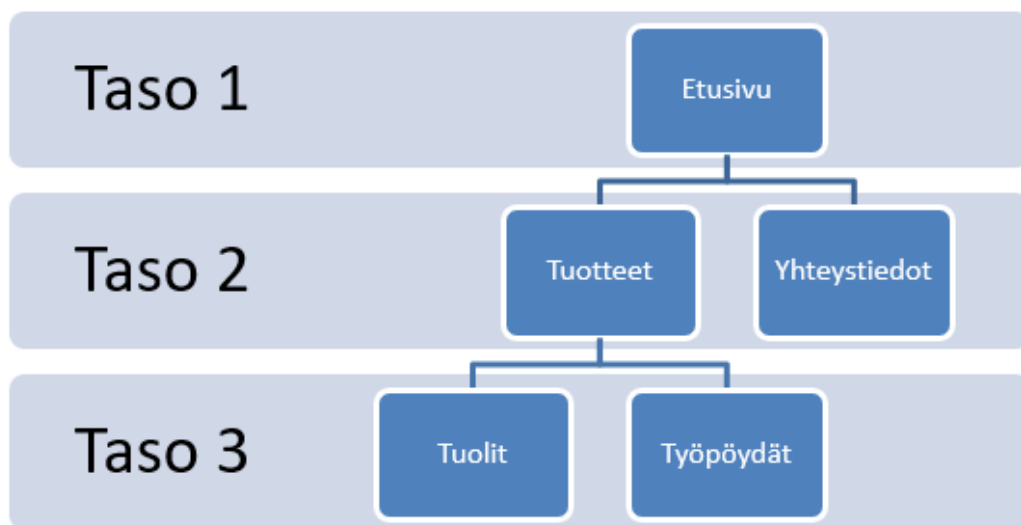 Taso 1
Etusivu
Taso 2
Tuotteet
Yhteystiedot
Taso 3
Tuolit
Työpöydät